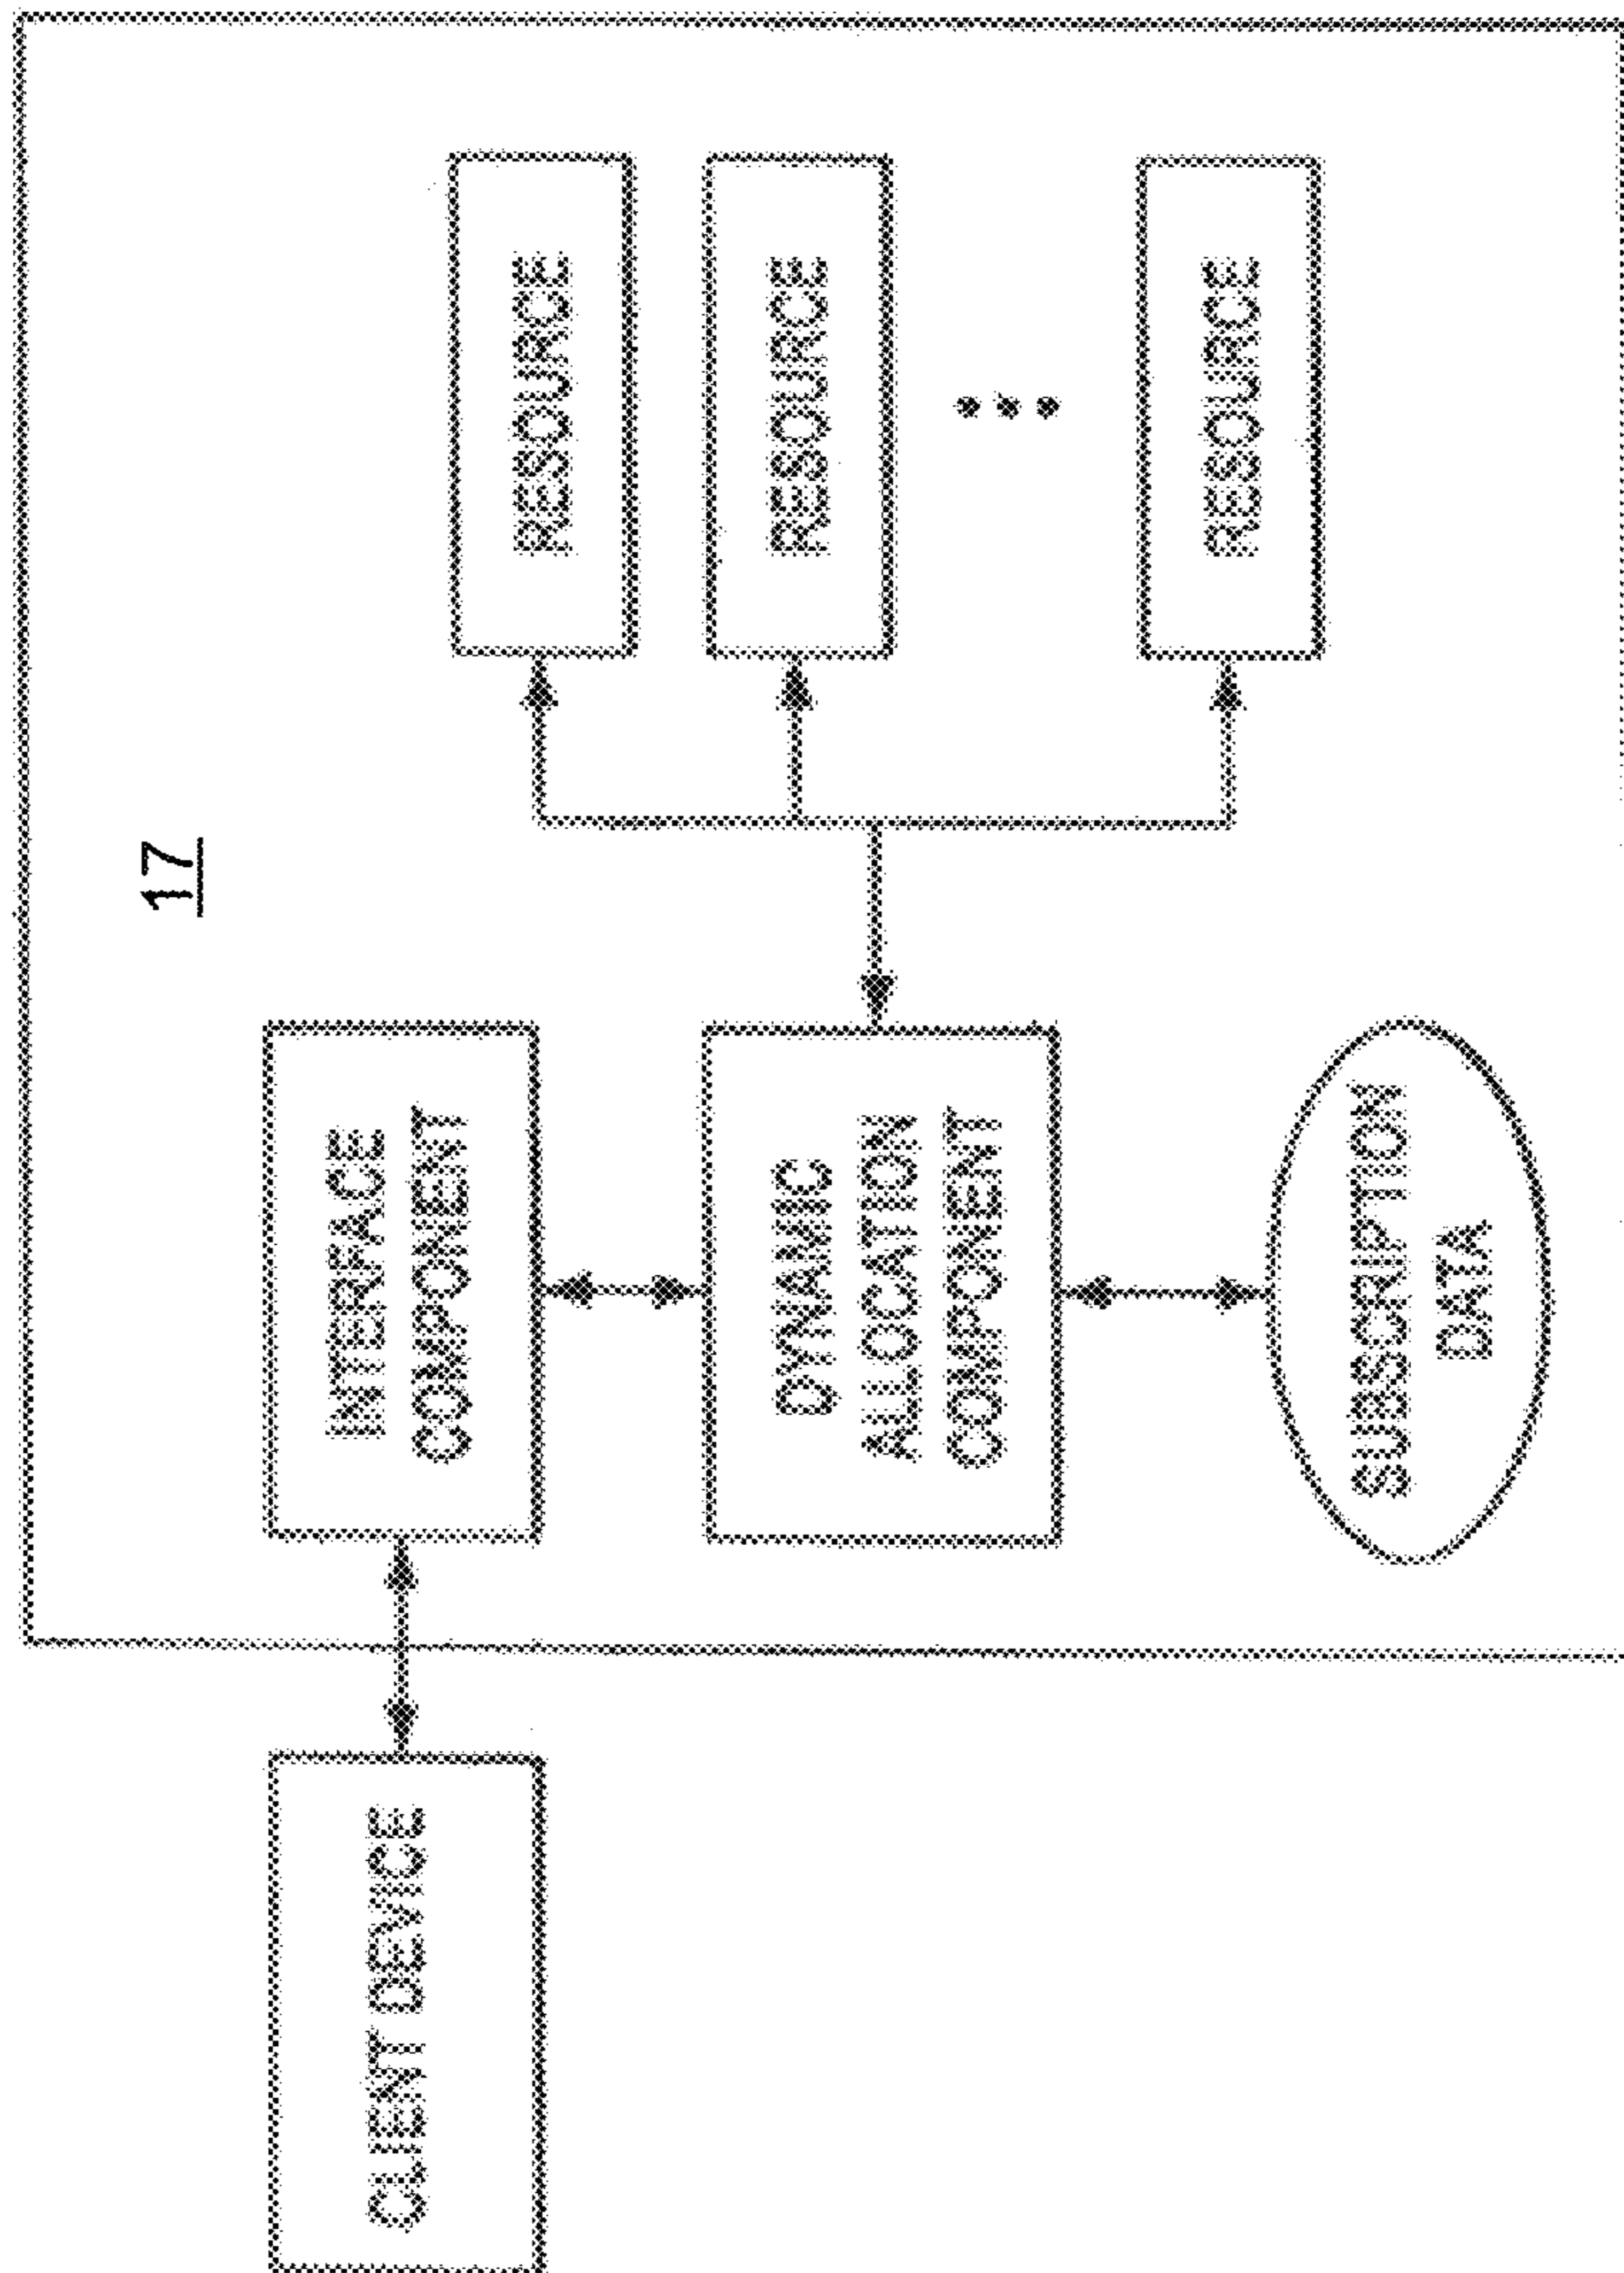 17
CLIENT DEVICE
INTERFACE
COMPONENT
DYNAMIC
ALLOCATION
COMPONENT
SUBSCRIPTION
DATA
RESOURCE
RESOURCE
RESOURCE